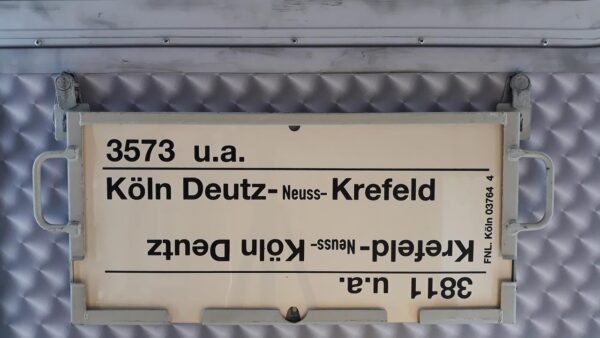 3573 u.a.
Köln Deutz-Neuss-Krefeld
Krefeld-Neuss-Köln Deutz
3811 u.a.
FNL. Köln 03764 4